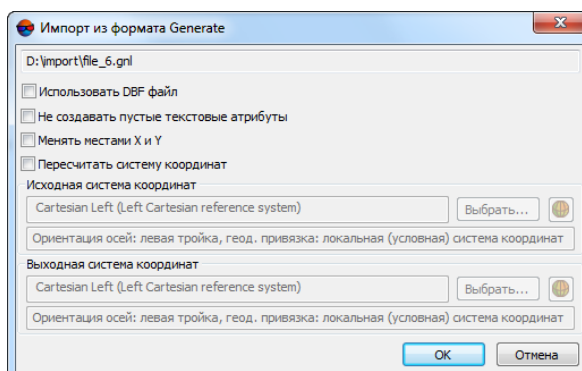 Импорт из формата Generate
D:\import\file_6.gnl
Использовать DBF файл
Не создавать пустые текстовые атрибуты
Менять местами X и Y
Пересчитать систему координат
Исходная система координат
Cartesian Left (Left Cartesian reference system)
Выбрать...
Ориентация осей: левая тройка, геод. привязка: локальная (условная) система координат
Выходная система координат
Cartesian Left (Left Cartesian reference system)
Выбрать...
Ориентация осей: левая тройка, геод. привязка: локальная (условная) система координат
OK
Отмена